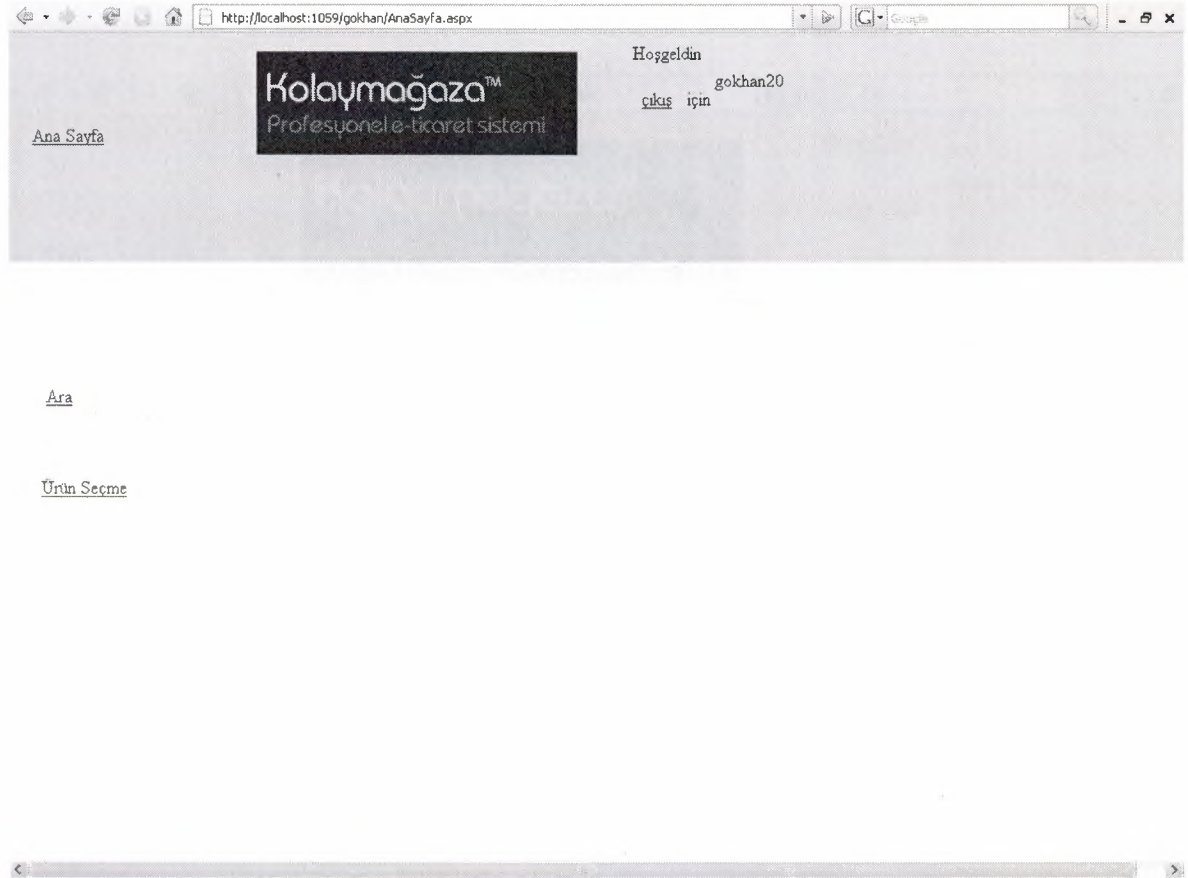 http://localhost:1059/gokhan/AnaSayfa.aspx
G Google
Hoşgeldin
gokhan20
çıkış için
Kolaymağaza™
Profesyonel e-ticaret sistemi
Ana Sayfa
Ara
Ürün Seçme